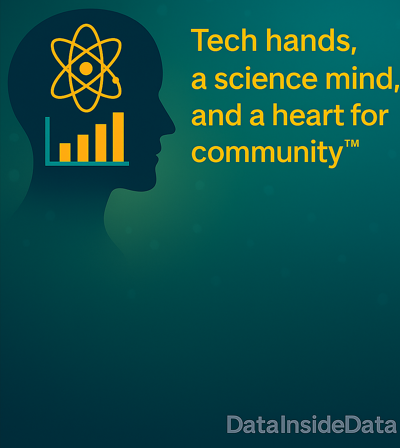 Tech hands,
a science mind,
and a heart for
community™
DataInsideData